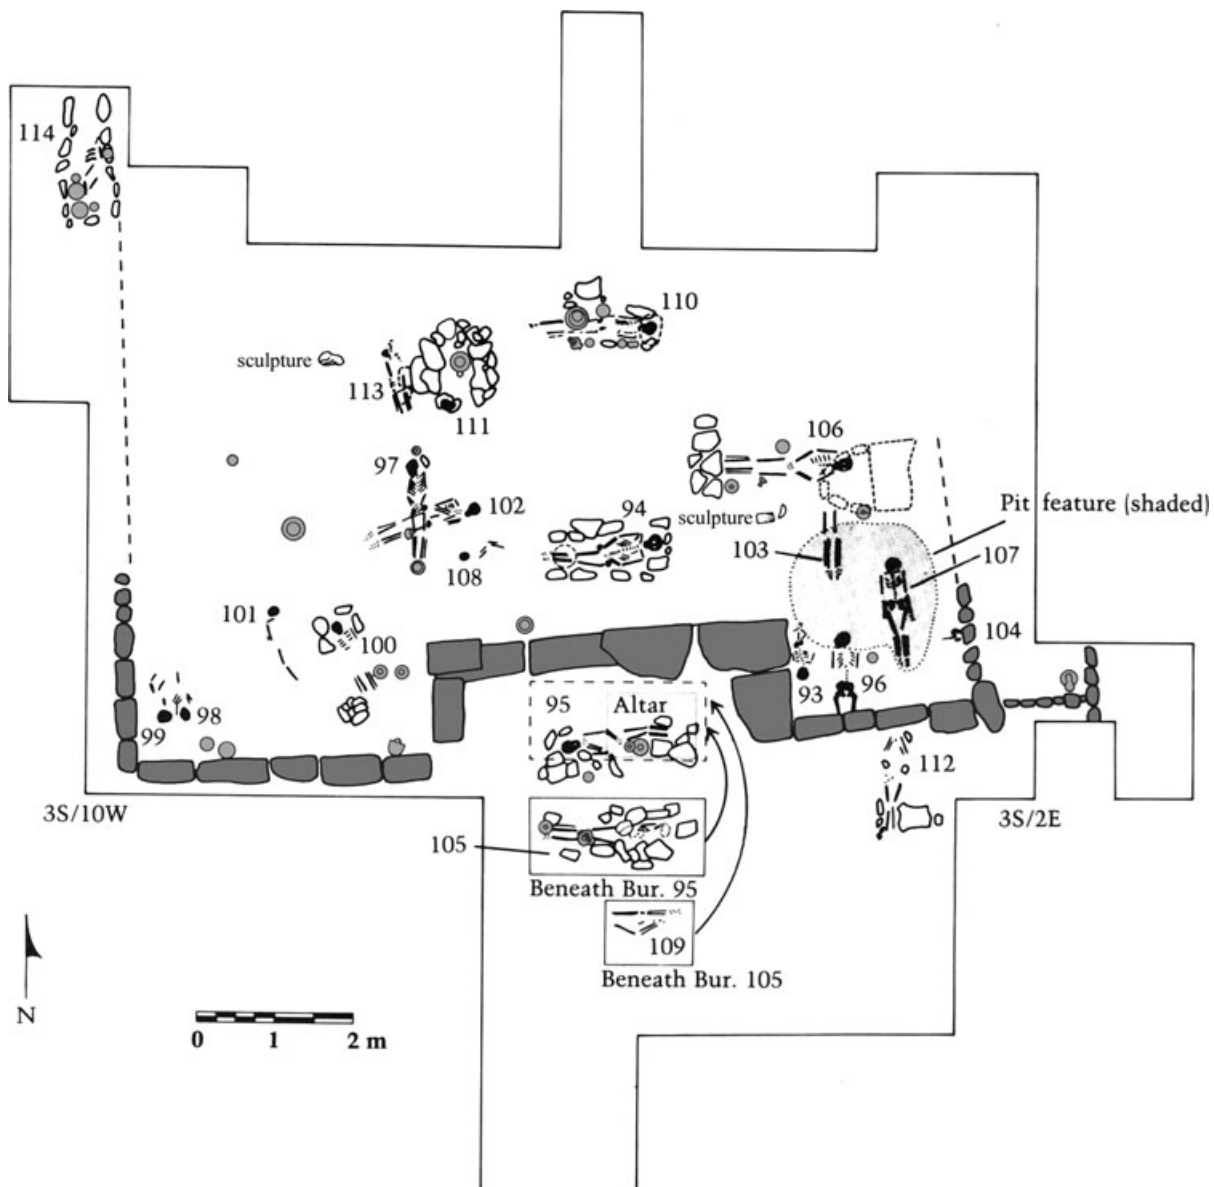 114
110
sculpture
113
111
106
97
102
94
sculpture
Pit feature (shaded)
103
107
108
101
100
104
95
Altar
93
96
98
99
112
3S/10W
3S/2E
105
Beneath Bur. 95
109
Beneath Bur. 105
N
0 1 2 m